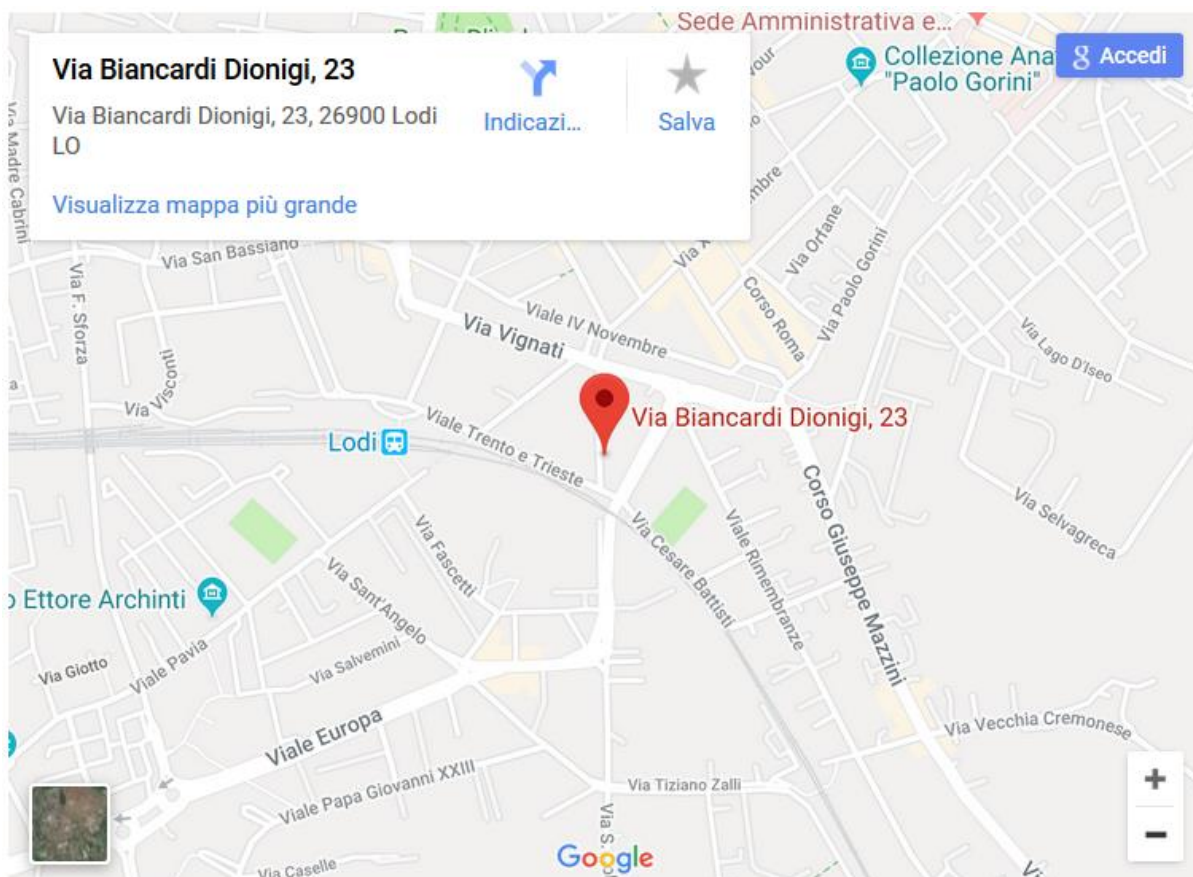 Sede Amministrativa e...
Via Biancardi Dionigi, 23
Via Biancardi Dionigi, 23, 26900 Lodi
LO
Indicazi...
Salva
Visualizza mappa più grande
Collezione Ana
"Paolo Gorini"
g Accedi
Via Madre Cabrini
Via San Bassiano
Via F. Sforza
Via Visconti
Via Orfane
Via Paolo Gorini
Corso Roma
Viale IV Novembre
Via Vignati
Via Lago D'Iseo
Via Biancardi Dionigi, 23
Viale Trento e Trieste
Lodi
Via Selvagreca
Corso Giuseppe Mazzini
Viale Rimembranze
Via Cesare Battisti
Via Fascetti
Via Sant'Angelo
o Ettore Archinti
Via Giotto
Viale Pavia
Via Salvemini
Viale Europa
Via Vecchia Cremonese
Viale Papa Giovanni XXIII
Via Tiziano Zalli
Via S.
Via Caselle
Google
+
−